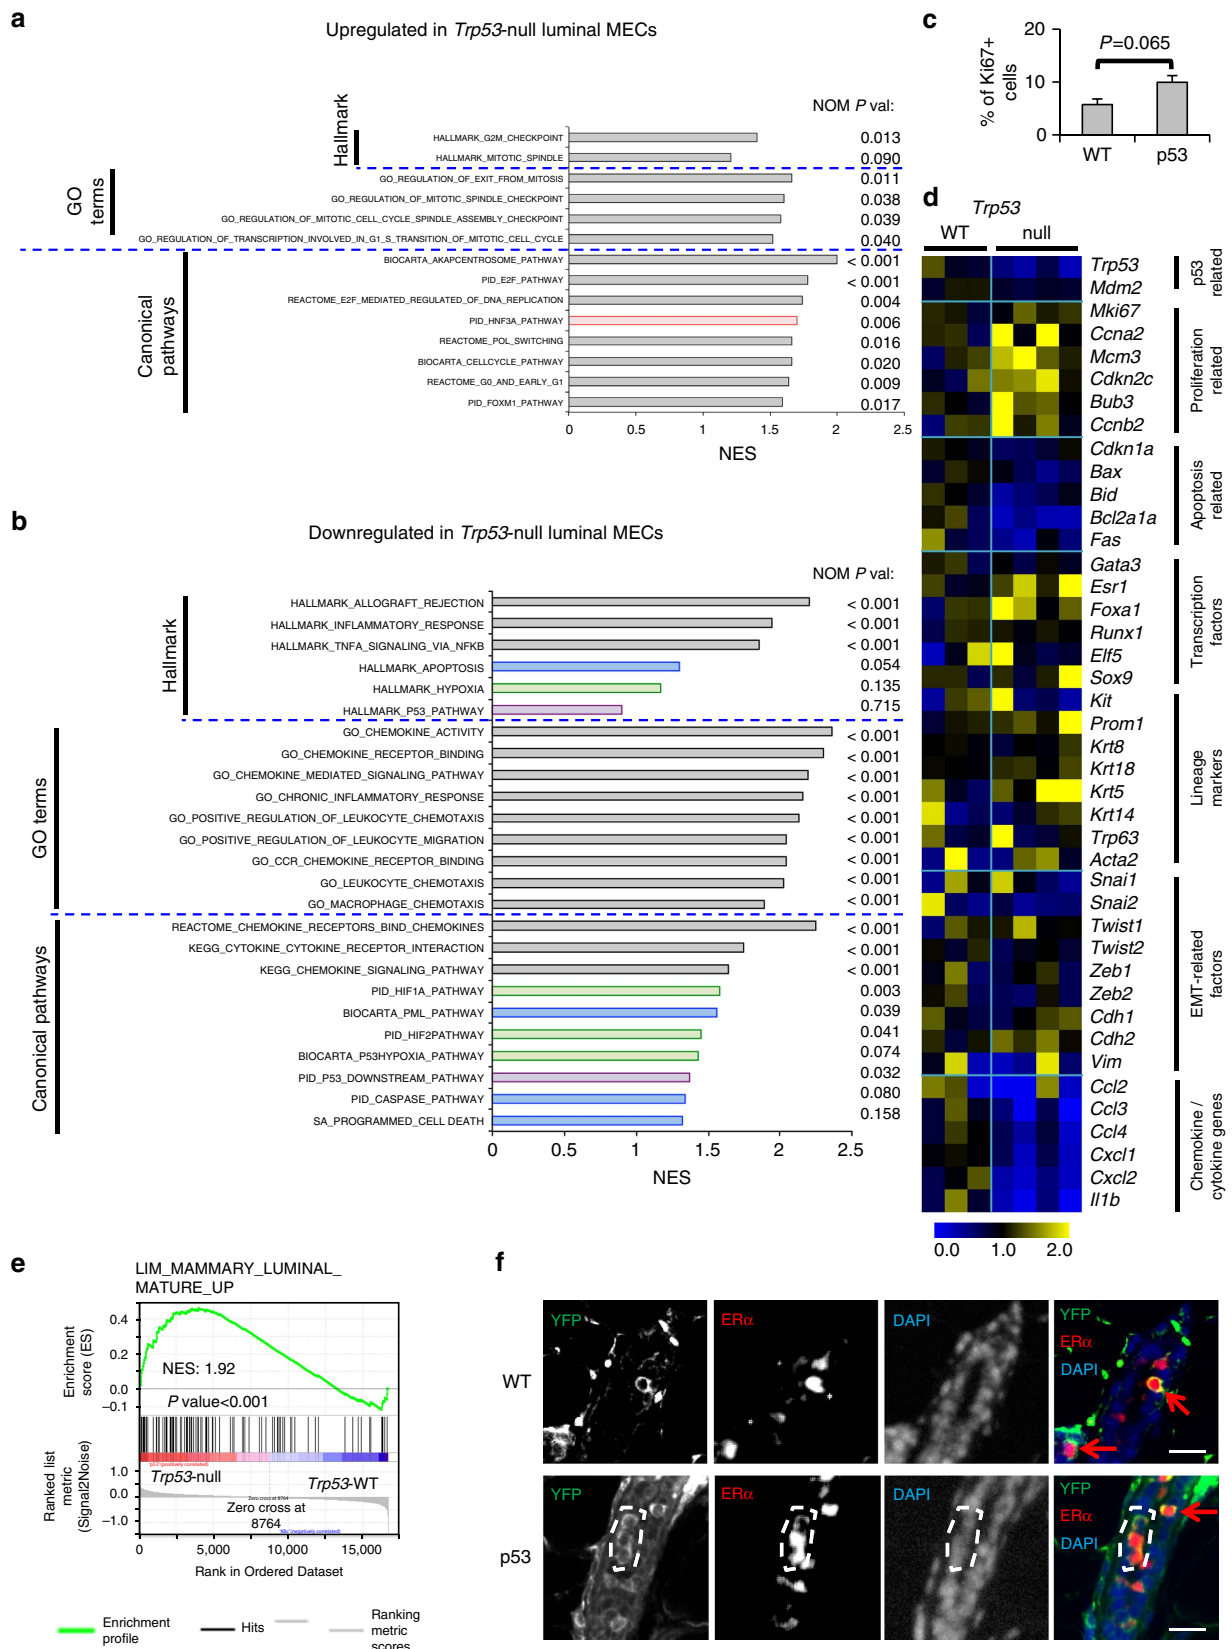 a
Upregulated in Trp53-null luminal MECs
NOM P val:
Hallmark
HALLMARK_G2M_CHECKPOINT 0.013
HALLMARK_MITOTIC_SPINDLE 0.090
GO terms
GO_REGULATION_OF_EXIT_FROM_MITOSIS 0.011
GO_REGULATION_OF_MITOTIC_SPINDLE_CHECKPOINT 0.038
GO_REGULATION_OF_MITOTIC_CELL_CYCLE_SPINDLE_ASSEMBLY_CHECKPOINT 0.039
GO_REGULATION_OF_TRANSCRIPTION_INVOLVED_IN_G1_S_TRANSITION_OF_MITOTIC_CELL_CYCLE 0.040
Canonical pathways
BIOCARTA_AKAPCENTROSOME_PATHWAY < 0.001
PID_E2F_PATHWAY < 0.001
REACTOME_E2F_MEDIATED_REGULATED_OF_DNA_REPLICATION 0.004
PID_HNF3A_PATHWAY 0.006
REACTOME_POL_SWITCHING 0.016
BIOCARTA_CELLCYCLE_PATHWAY 0.020
REACTOME_G0_AND_EARLY_G1 0.009
PID_FOXM1_PATHWAY 0.017
0 0.5 1 1.5 2 2.5
NES
b
Downregulated in Trp53-null luminal MECs
NOM P val:
Hallmark
HALLMARK_ALLOGRAFT_REJECTION < 0.001
HALLMARK_INFLAMMATORY_RESPONSE < 0.001
HALLMARK_TNFA_SIGNALING_VIA_NFKB < 0.001
HALLMARK_APOPTOSIS 0.054
HALLMARK_HYPOXIA 0.135
HALLMARK_P53_PATHWAY 0.715
GO terms
GO_CHEMOKINE_ACTIVITY < 0.001
GO_CHEMOKINE_RECEPTOR_BINDING < 0.001
GO_CHEMOKINE_MEDIATED_SIGNALING_PATHWAY < 0.001
GO_CHRONIC_INFLAMMATORY_RESPONSE < 0.001
GO_POSITIVE_REGULATION_OF_LEUKOCYTE_CHEMOTAXIS < 0.001
GO_POSITIVE_REGULATION_OF_LEUKOCYTE_MIGRATION < 0.001
GO_CCR_CHEMOKINE_RECEPTOR_BINDING < 0.001
GO_LEUKOCYTE_CHEMOTAXIS < 0.001
GO_MACROPHAGE_CHEMOTAXIS < 0.001
Canonical pathways
REACTOME_CHEMOKINE_RECEPTORS_BIND_CHEMOKINES < 0.001
KEGG_CYTOKINE_CYTOKINE_RECEPTOR_INTERACTION < 0.001
KEGG_CHEMOKINE_SIGNALING_PATHWAY < 0.001
PID_HIF1A_PATHWAY 0.003
BIOCARTA_PML_PATHWAY 0.039
PID_HIF2PATHWAY 0.041
BIOCARTA_P53HYPOXIA_PATHWAY 0.074
PID_P53_DOWNSTREAM_PATHWAY 0.032
PID_CASPASE_PATHWAY 0.080
SA_PROGRAMMED_CELL DEATH 0.158
0 0.5 1 1.5 2 2.5
NES
c
% of Ki67+ cells
20
10
0
P=0.065
WT p53
d
Trp53
WT null
Trp53
Mdm2
p53 related
Mki67
Ccna2
Mcm3
Cdkn2c
Bub3
Ccnb2
Proliferation related
Cdkn1a
Bax
Bid
Bcl2a1a
Fas
Apoptosis related
Gata3
Esr1
Foxa1
Runx1
Elf5
Sox9
Transcription factors
Kit
Prom1
Krt8
Krt18
Krt5
Krt14
Trp63
Acta2
Lineage markers
Snai1
Snai2
Twist1
Twist2
Zeb1
Zeb2
Cdh1
Cdh2
Vim
EMT-related factors
Ccl2
Ccl3
Ccl4
Cxcl1
Cxcl2
Il1b
Chemokine / cytokine genes
0.0 1.0 2.0
e
LIM_MAMMARY_LUMINAL_
MATURE_UP
Enrichment score (ES)
0.4
0.2
0.0
−0.1
NES: 1.92
P value<0.001
Ranked list metric (Signal2Noise)
1.0
0.0
−1.0
'p53' (positively correlated)
Trp53-null Trp53-WT
Zero cross at 8764
Zero cross at
8764
(negatively correlated)
0 5,000 10,000 15,000
Rank in Ordered Dataset
Enrichment profile
Hits
Ranking metric scores
f
WT
YFP ERα DAPI
YFP
ERα
DAPI
p53
YFP ERα DAPI
YFP
ERα
DAPI